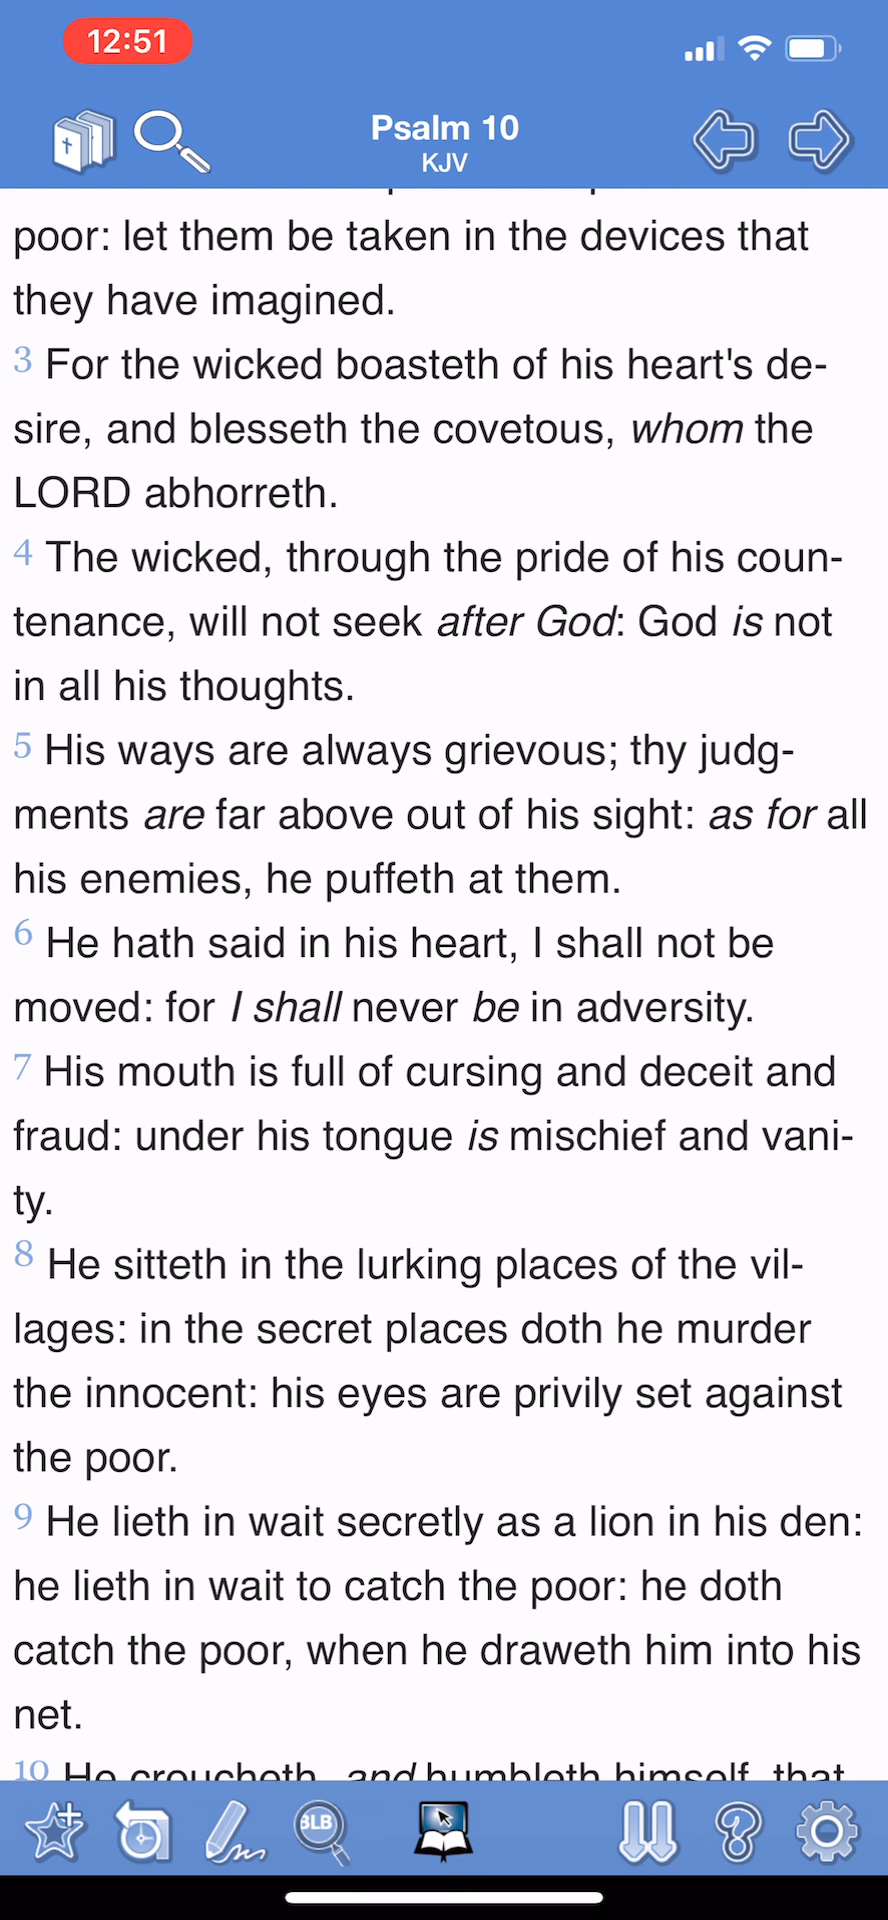 12:51
Psalm 10
KJV
poor: let them be taken in the devices that
they have imagined.
3 For the wicked boasteth of his heart's de-
sire, and blesseth the covetous, whom the
LORD abhorreth.
4 The wicked, through the pride of his coun-
tenance, will not seek after God: God is not
in all his thoughts.
5 His ways are always grievous; thy judg-
ments are far above out of his sight: as for all
his enemies, he puffeth at them.
6 He hath said in his heart, I shall not be
moved: for I shall never be in adversity.
7 His mouth is full of cursing and deceit and
fraud: under his tongue is mischief and vani-
ty.
8 He sitteth in the lurking places of the vil-
lages: in the secret places doth he murder
the innocent: his eyes are privily set against
the poor.
9 He lieth in wait secretly as a lion in his den:
he lieth in wait to catch the poor: he doth
catch the poor, when he draweth him into his
net.
10 He croucheth, and humbleth himself, that
BLB